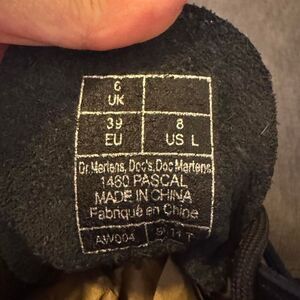 6
UK
39 8
EU US L
Dr.Martens, Doc's, Doc Martens
1460 PASCAL
MADE IN CHINA
Fabriqué en Chine
AW004